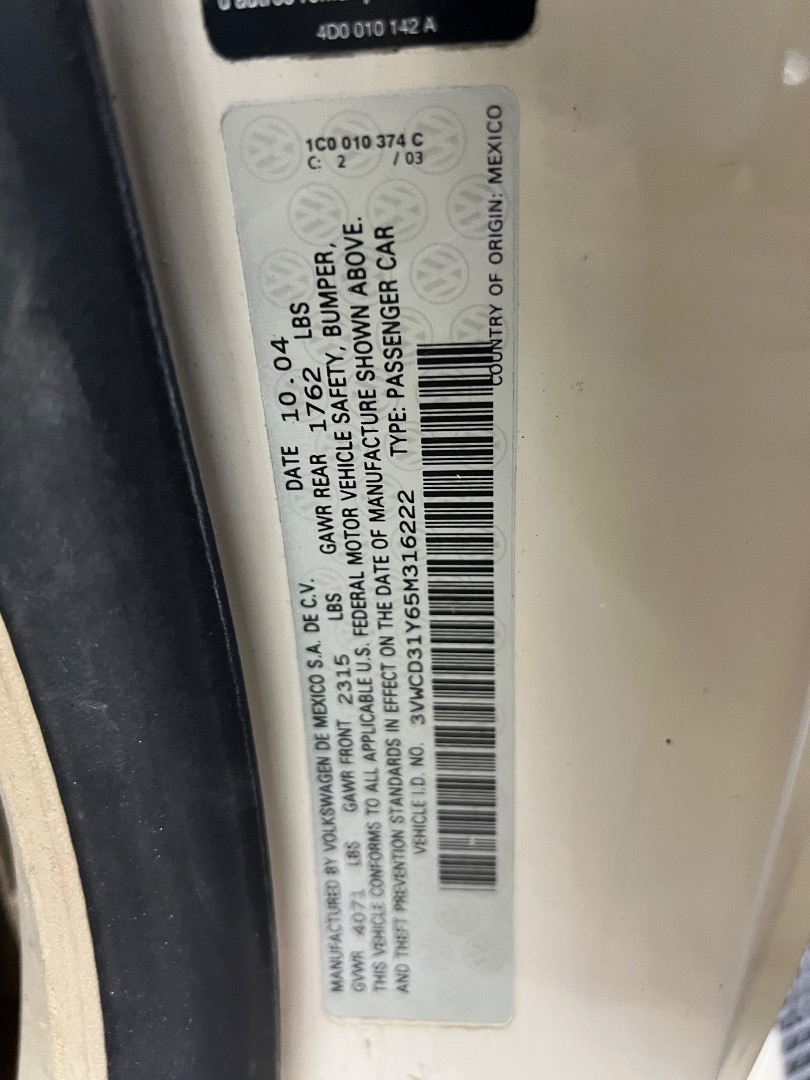 4D0 010 142 A
1C0 010 374 C
C: 2 / 03
MANUFACTURED BY VOLKSWAGEN DE MEXICO S.A. DE C.V. DATE 10.04
GVWR 4071 LBS GAWR FRONT 2315 LBS GAWR REAR 1762 LBS
THIS VEHICLE CONFORMS TO ALL APPLICABLE U.S. FEDERAL MOTOR VEHICLE SAFETY, BUMPER,
AND THEFT PREVENTION STANDARDS IN EFFECT ON THE DATE OF MANUFACTURE SHOWN ABOVE.
VEHICLE I.D. NO. 3VWCD31Y65M316222 TYPE: PASSENGER CAR
COUNTRY OF ORIGIN: MEXICO